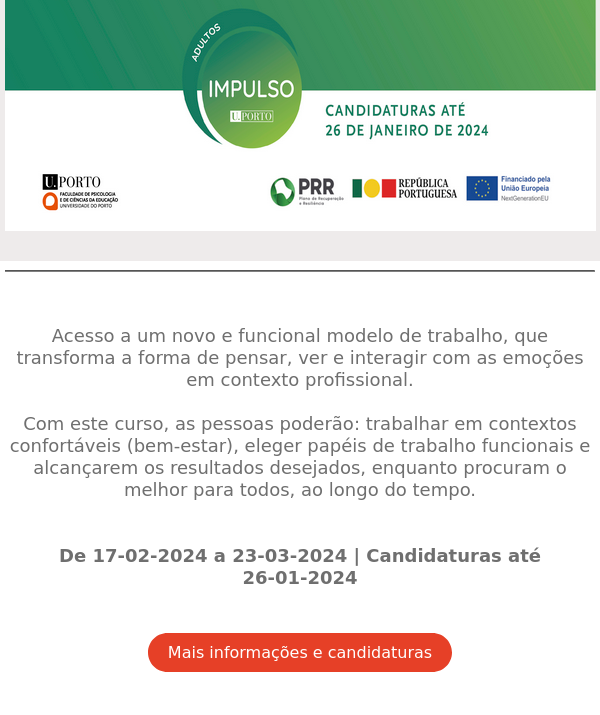 ADULTOS
IMPULSO
U.PORTO
CANDIDATURAS ATÉ
26 DE JANEIRO DE 2024
U.PORTO
FACULDADE DE PSICOLOGIA
E DE CIÊNCIAS DA EDUCAÇÃO
UNIVERSIDADE DO PORTO
PRR
Plano de Recuperação
e Resiliência
REPÚBLICA
PORTUGUESA
Financiado pela
União Europeia
NextGenerationEU
Acesso a um novo e funcional modelo de trabalho, que
transforma a forma de pensar, ver e interagir com as emoções
em contexto profissional.
Com este curso, as pessoas poderão: trabalhar em contextos
confortáveis (bem-estar), eleger papéis de trabalho funcionais e
alcançarem os resultados desejados, enquanto procuram o
melhor para todos, ao longo do tempo.
De 17-02-2024 a 23-03-2024 | Candidaturas até
26-01-2024
Mais informações e candidaturas